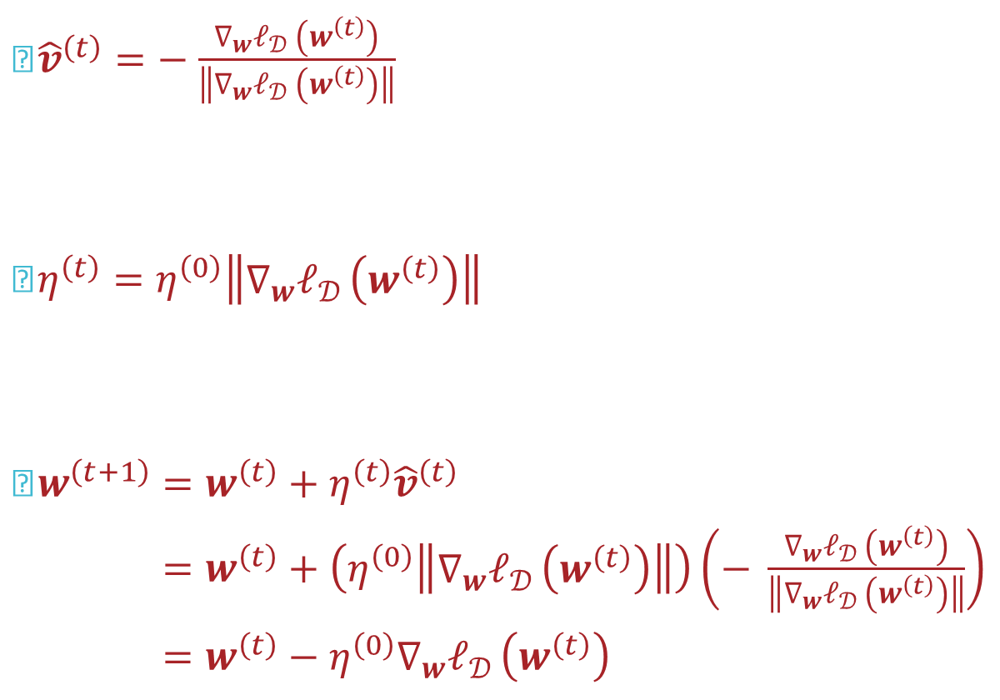 ⍰ 𝒗̂⁽ᵗ⁾ = − ∇_𝒘 ℓ_𝒟 (𝒘⁽ᵗ⁾) / ‖∇_𝒘 ℓ_𝒟 (𝒘⁽ᵗ⁾)‖
⍰ η⁽ᵗ⁾ = η⁽⁰⁾ ‖∇_𝒘 ℓ_𝒟 (𝒘⁽ᵗ⁾)‖
⍰ 𝒘⁽ᵗ⁺¹⁾ = 𝒘⁽ᵗ⁾ + η⁽ᵗ⁾ 𝒗̂⁽ᵗ⁾
= 𝒘⁽ᵗ⁾ + (η⁽⁰⁾ ‖∇_𝒘 ℓ_𝒟 (𝒘⁽ᵗ⁾)‖) (− ∇_𝒘 ℓ_𝒟 (𝒘⁽ᵗ⁾) / ‖∇_𝒘 ℓ_𝒟 (𝒘⁽ᵗ⁾)‖)
= 𝒘⁽ᵗ⁾ − η⁽⁰⁾ ∇_𝒘 ℓ_𝒟 (𝒘⁽ᵗ⁾)